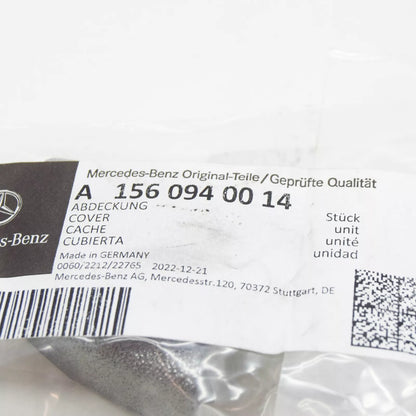 Mercedes-Benz Original-Teile/Geprüfte Qualität
A 156 094 00 14
ABDECKUNG
COVER
CACHE
CUBIERTA
Stück
unit
unité
unidad
des-Benz
Made in GERMANY
0060/2212/22765 2022-12-21
Mercedes-Benz AG, Mercedesstr.120, 70372 Stuttgart, DE